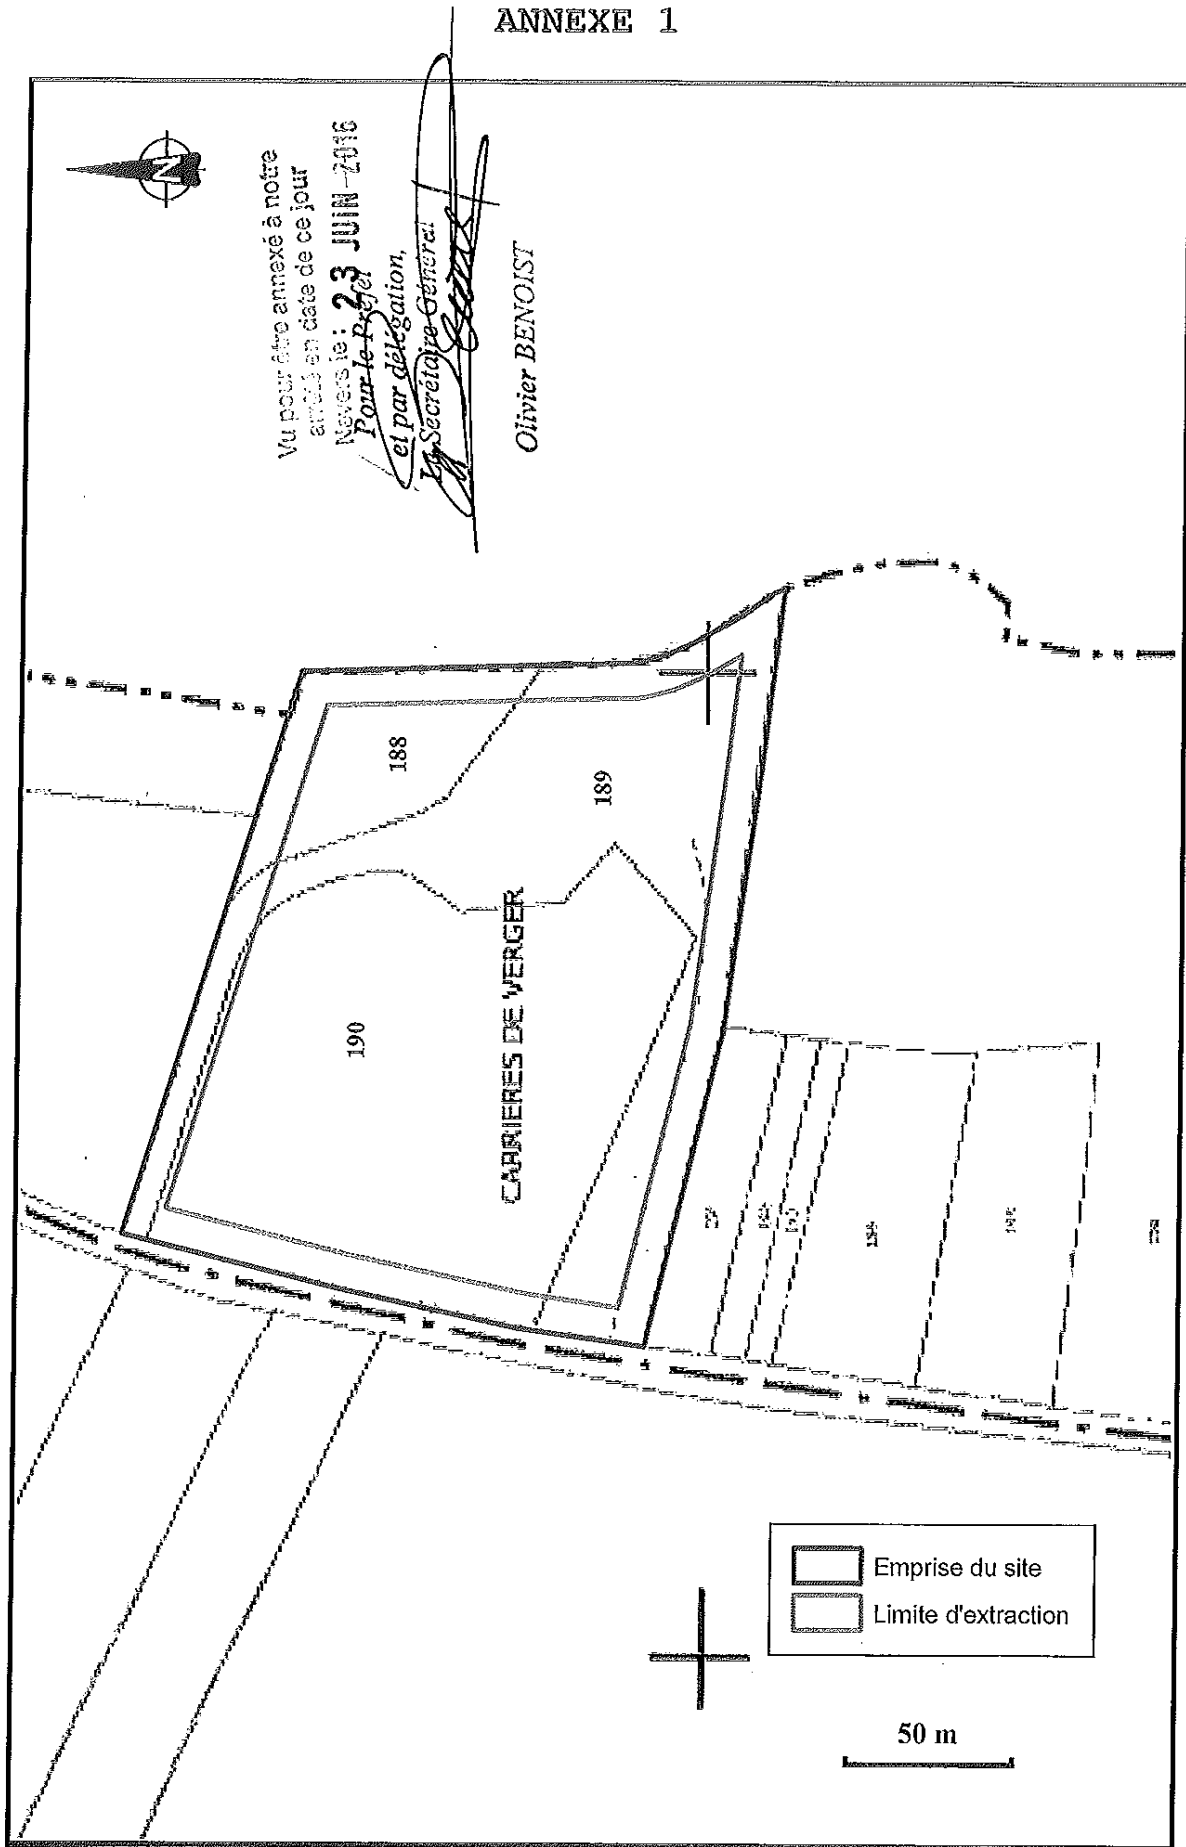 ANNEXE 1
N
Vu pour être annexé à notre
arrêté en date de ce jour
Nevers le : 23 JUIN 2016
Pour le Préfet
et par délégation,
Le Secrétaire Général
Olivier BENOIST
188
189
190
CARRIERES DE VERGER
Emprise du site
Limite d'extraction
50 m